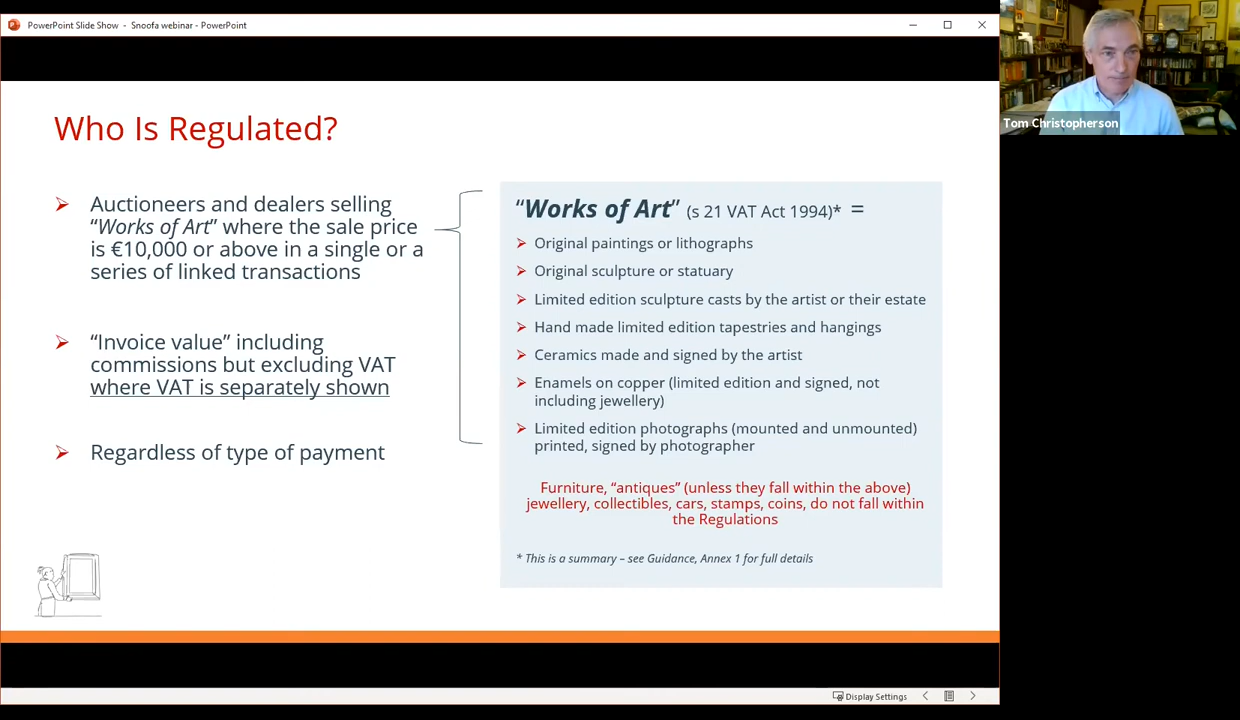 PowerPoint Slide Show - Snoofa webinar - PowerPoint
Tom Christopherson
Who Is Regulated?
Auctioneers and dealers selling
“Works of Art” where the sale price
is €10,000 or above in a single or a
series of linked transactions
“Invoice value” including
commissions but excluding VAT
where VAT is separately shown
Regardless of type of payment
“Works of Art” (s 21 VAT Act 1994)* =
Original paintings or lithographs
Original sculpture or statuary
Limited edition sculpture casts by the artist or their estate
Hand made limited edition tapestries and hangings
Ceramics made and signed by the artist
Enamels on copper (limited edition and signed, not
including jewellery)
Limited edition photographs (mounted and unmounted)
printed, signed by photographer
Furniture, “antiques” (unless they fall within the above)
jewellery, collectibles, cars, stamps, coins, do not fall within
the Regulations
* This is a summary – see Guidance, Annex 1 for full details
Display Settings